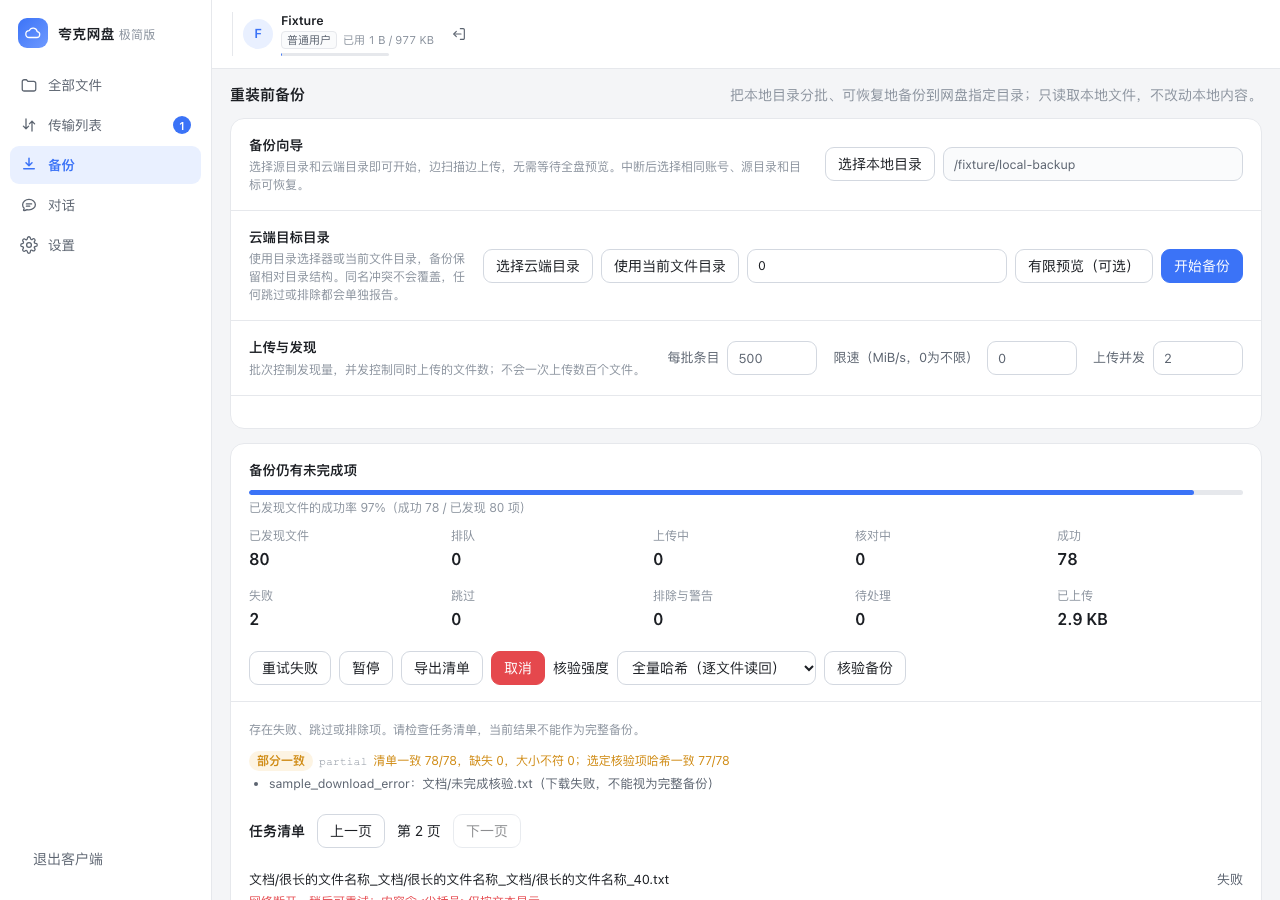 夸克网盘 极简版
全部文件
传输列表 1
备份
对话
设置
退出客户端
F
Fixture
普通用户 已用 1 B / 977 KB
重装前备份
把本地目录分批、可恢复地备份到网盘指定目录；只读取本地文件，不改动本地内容。
备份向导
选择源目录和云端目录即可开始，边扫描边上传，无需等待全盘预览。中断后选择相同账号、源目录和目
标可恢复。
选择本地目录 /fixture/local-backup
云端目标目录
使用目录选择器或当前文件目录，备份保
留相对目录结构。同名冲突不会覆盖，任
何跳过或排除都会单独报告。
选择云端目录 使用当前文件目录 0 有限预览（可选） 开始备份
上传与发现
批次控制发现量，并发控制同时上传的文件数；不会一次上传数百个文件。
每批条目 500 限速（MiB/s，0为不限） 0 上传并发 2
备份仍有未完成项
已发现文件的成功率 97%（成功 78 / 已发现 80 项）
已发现文件 排队 上传中 核对中 成功
80 0 0 0 78
失败 跳过 排除与警告 待处理 已上传
2 0 0 0 2.9 KB
重试失败 暂停 导出清单 取消 核验强度 全量哈希（逐文件读回） 核验备份
存在失败、跳过或排除项。请检查任务清单，当前结果不能作为完整备份。
部分一致 partial 清单一致 78/78，缺失 0，大小不符 0；选定核验项哈希一致 77/78
• sample_download_error：文档/未完成核验.txt（下载失败，不能视为完整备份）
任务清单 上一页 第 2 页 下一页
文档/很长的文件名称_文档/很长的文件名称_文档/很长的文件名称_40.txt 失败